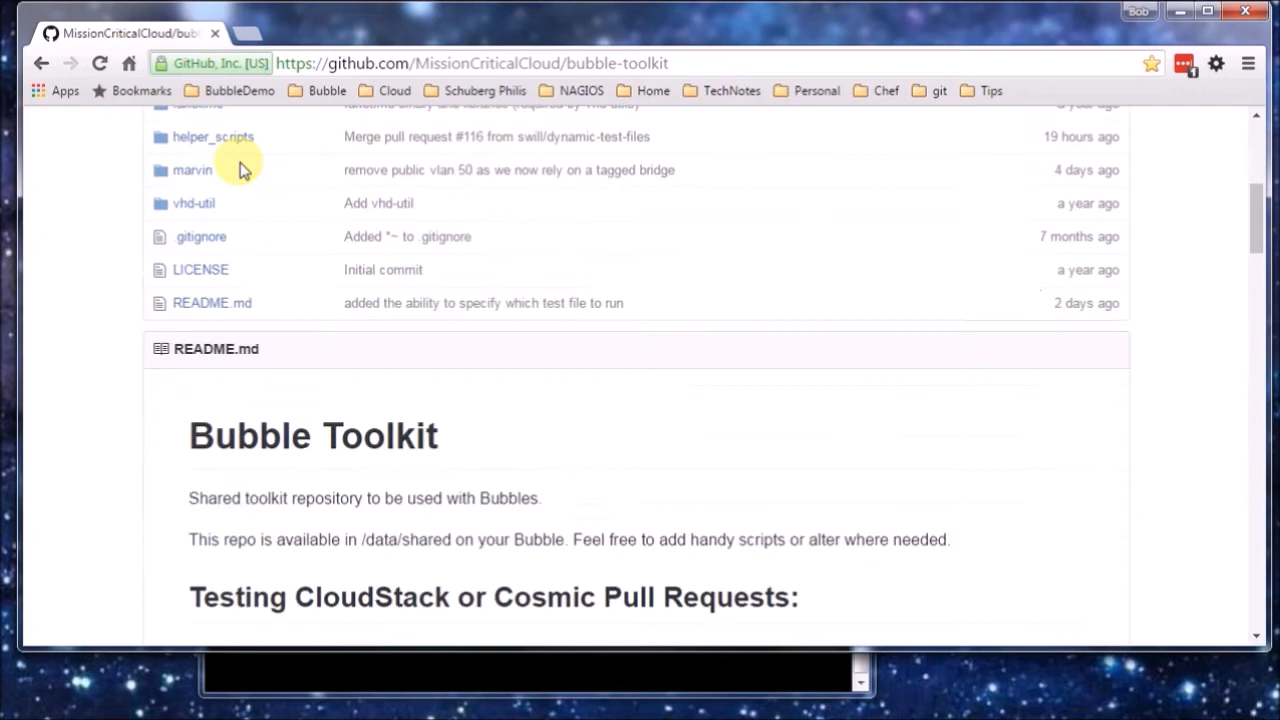 Bob
MissionCriticalCloud/bub
GitHub, Inc. [US] https://github.com/MissionCriticalCloud/bubble-toolkit
1
Apps Bookmarks BubbleDemo Bubble Cloud Schuberg Philis NAGIOS Home TechNotes Personal Chef git Tips
helper_scripts Merge pull request #116 from swill/dynamic-test-files 19 hours ago
marvin remove public vlan 50 as we now rely on a tagged bridge 4 days ago
vhd-util Add vhd-util a year ago
.gitignore Added *~ to .gitignore 7 months ago
LICENSE Initial commit a year ago
README.md added the ability to specify which test file to run 2 days ago
README.md
Bubble Toolkit
Shared toolkit repository to be used with Bubbles.
This repo is available in /data/shared on your Bubble. Feel free to add handy scripts or alter where needed.
Testing CloudStack or Cosmic Pull Requests: